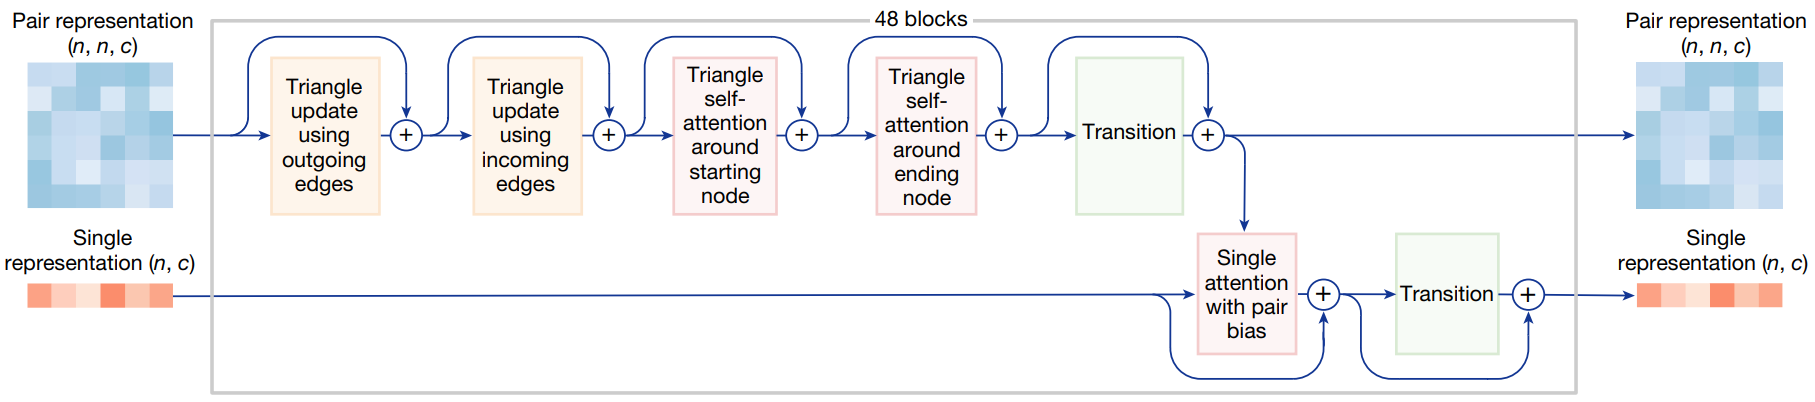 48 blocks
Pair representation
(n, n, c)
Triangle
update
using
outgoing
edges
+
Triangle
update
using
incoming
edges
+
Triangle
self-
attention
around
starting
node
+
Triangle
self-
attention
around
ending
node
+
Transition
+
Pair representation
(n, n, c)
Single
representation (n, c)
Single
attention
with pair
bias
+
Transition
+
Single
representation (n, c)